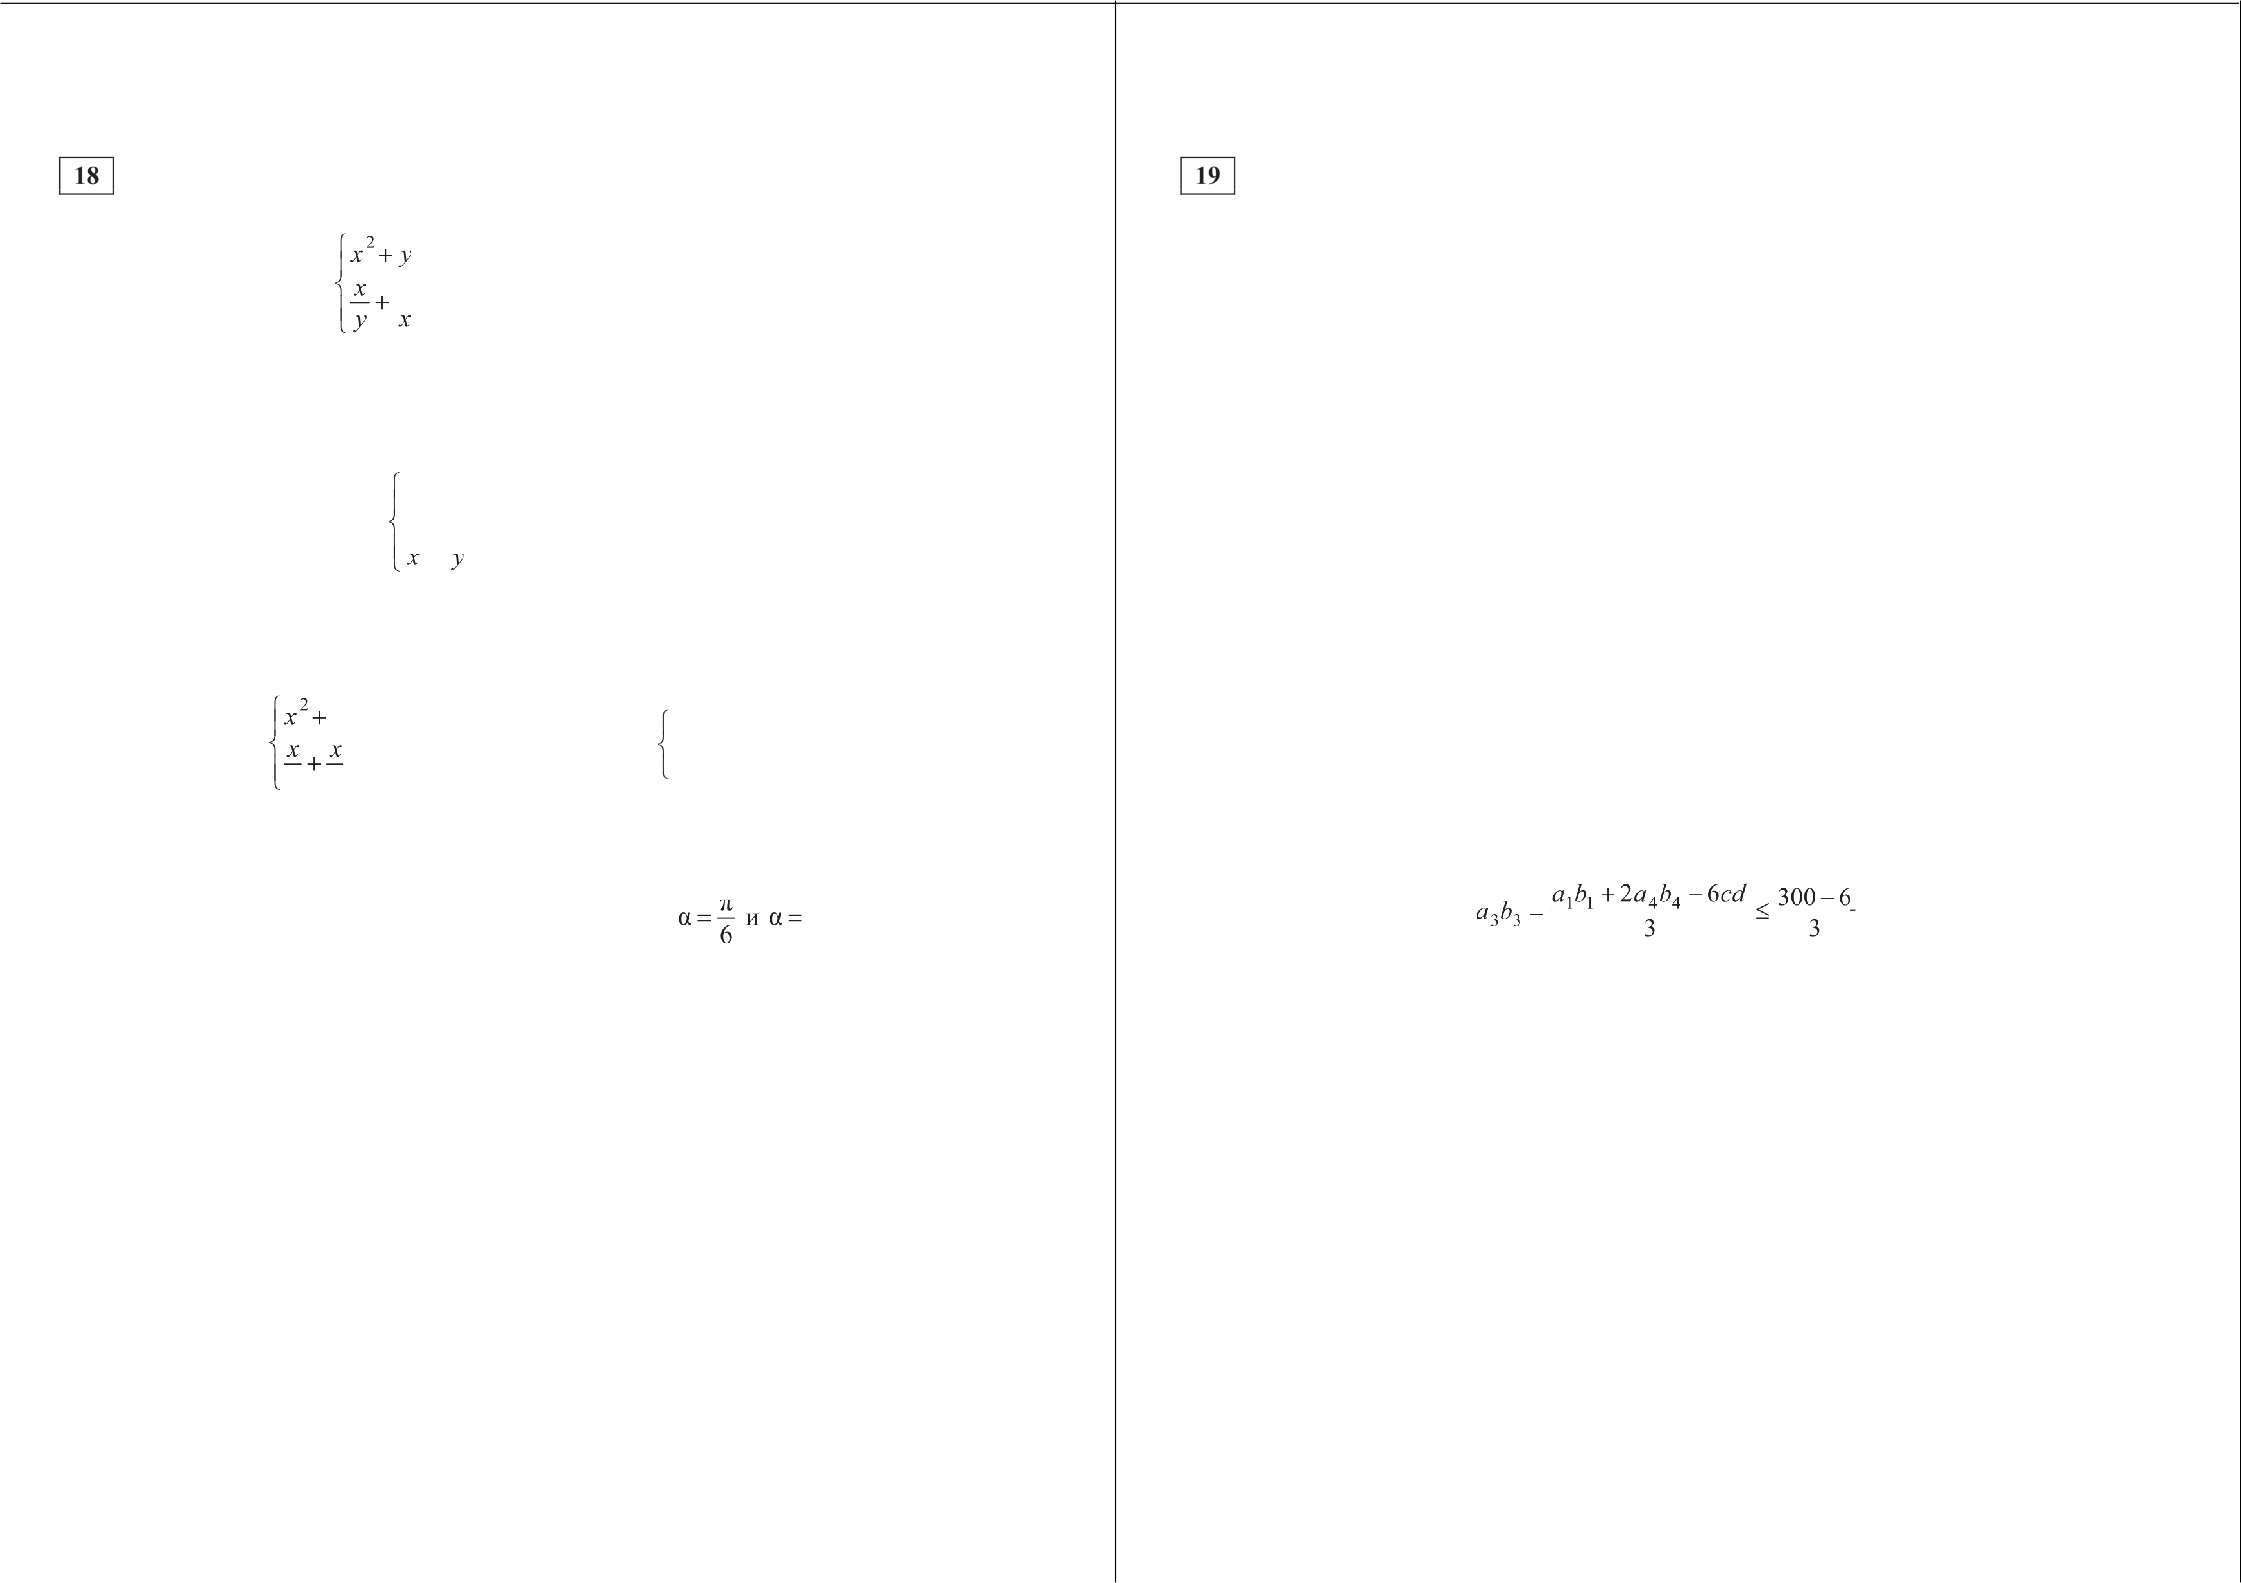 18
x² + y
x/y +   x
x   y
x² +
x + x
α = π/6 и α =
19
a₃b₃ – (a₁b₁ + 2a₄b₄ – 6cd)/3 ≤ (300 – 6)/3